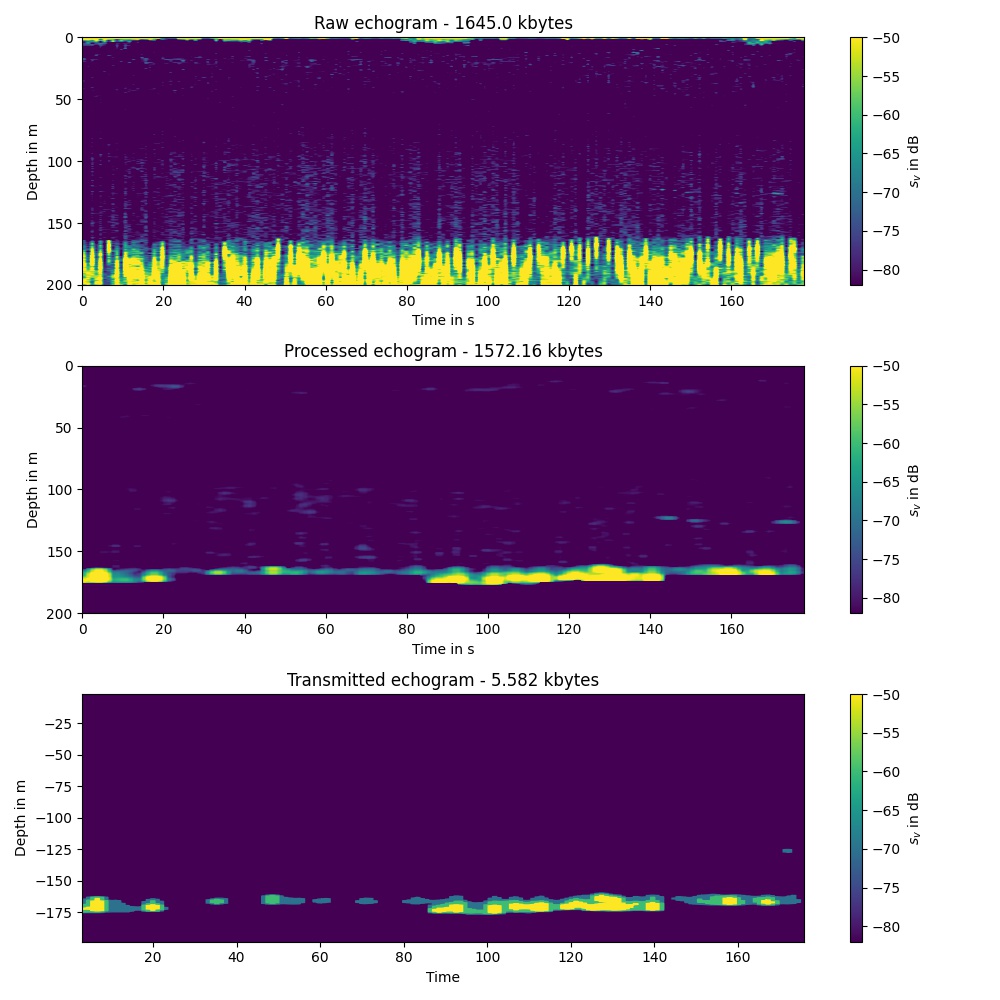 Raw echogram - 1645.0 kbytes
Depth in m
0
50
100
150
200
0 20 40 60 80 100 120 140 160
Time in s
−50
−55
−60
−65
−70
−75
−80
sv in dB
Processed echogram - 1572.16 kbytes
Depth in m
0
50
100
150
200
0 20 40 60 80 100 120 140 160
Time in s
−50
−55
−60
−65
−70
−75
−80
sv in dB
Transmitted echogram - 5.582 kbytes
Depth in m
−25
−50
−75
−100
−125
−150
−175
20 40 60 80 100 120 140 160
Time
−50
−55
−60
−65
−70
−75
−80
sv in dB